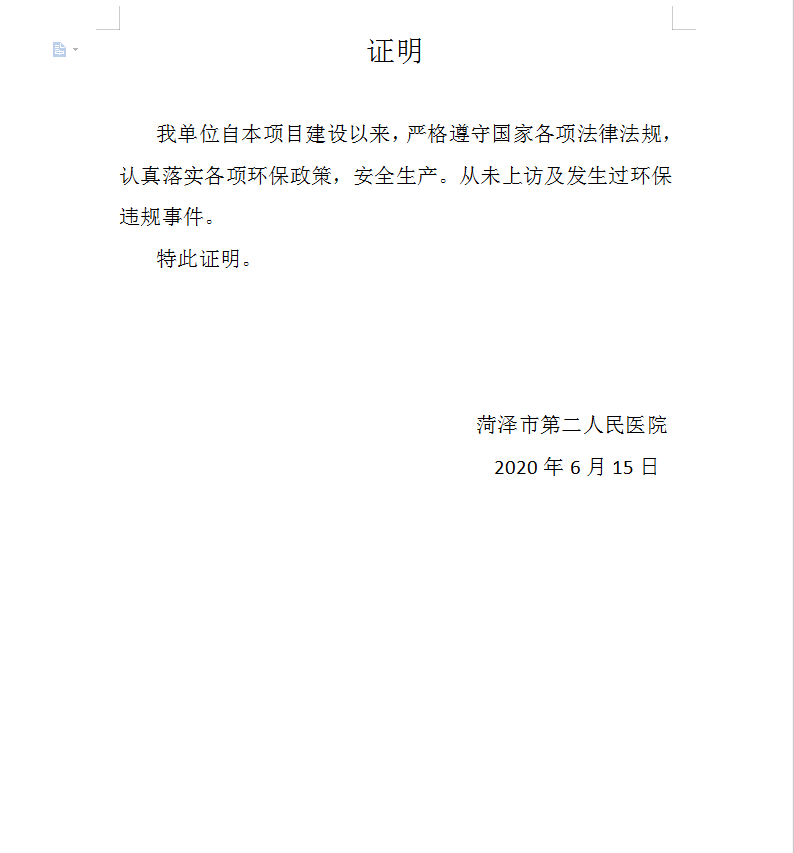 证明
我单位自本项目建设以来，严格遵守国家各项法律法规，
认真落实各项环保政策，安全生产。从未上访及发生过环保
违规事件。
特此证明。
菏泽市第二人民医院
2020 年 6 月 15 日